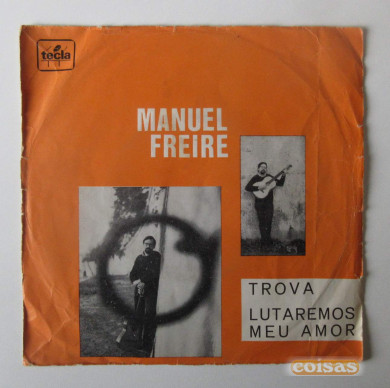 tecla
MANUEL
FREIRE
TROVA
LUTAREMOS
MEU AMOR
coisas